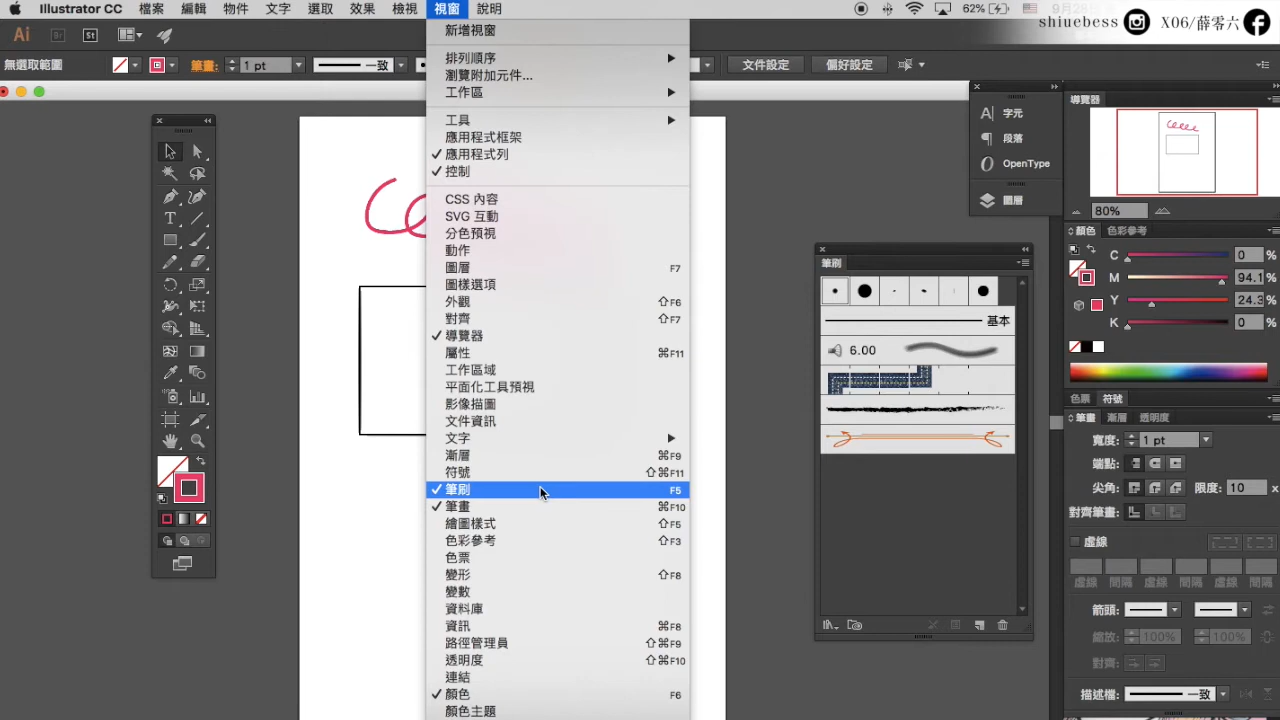 Illustrator CC 檔案 編輯 物件 文字 選取 效果 檢視 視窗 說明 62%
shiuebess X06/薛零六
Ai Br St
無選取範圍 筆畫: 1 pt 一致 文件設定 偏好設定
新增視窗
排列順序
瀏覽附加元件...
工作區
工具
應用程式框架
應用程式列
控制
CSS 內容
SVG 互動
分色預視
動作
圖層 F7
圖樣選項
外觀 ⇧F6
對齊 ⇧F7
導覽器
屬性 ⌘F11
工作區域
平面化工具預視
影像描圖
文件資訊
文字
漸層 ⌘F9
符號 ⇧⌘F11
筆刷 F5
筆畫 ⌘F10
繪圖樣式 ⇧F5
色彩參考 ⇧F3
色票
變形 ⇧F8
變數
資料庫
資訊 ⌘F8
路徑管理員 ⇧⌘F9
透明度 ⇧⌘F10
連結
顏色 F6
顏色主題
筆刷
基本
6.00
字元
段落
OpenType
圖層
導覽器
80%
顏色 色彩參考
C 0 %
M 94.1 %
Y 24.3 %
K 0 %
色票 符號
筆畫 漸層 透明度
寬度: 1 pt
端點:
尖角: 限度: 10 x
對齊筆畫:
虛線
虛線 間隔 虛線 間隔 虛線 間隔
箭頭:
縮放: 100% 100%
對齊:
描述檔: 一致